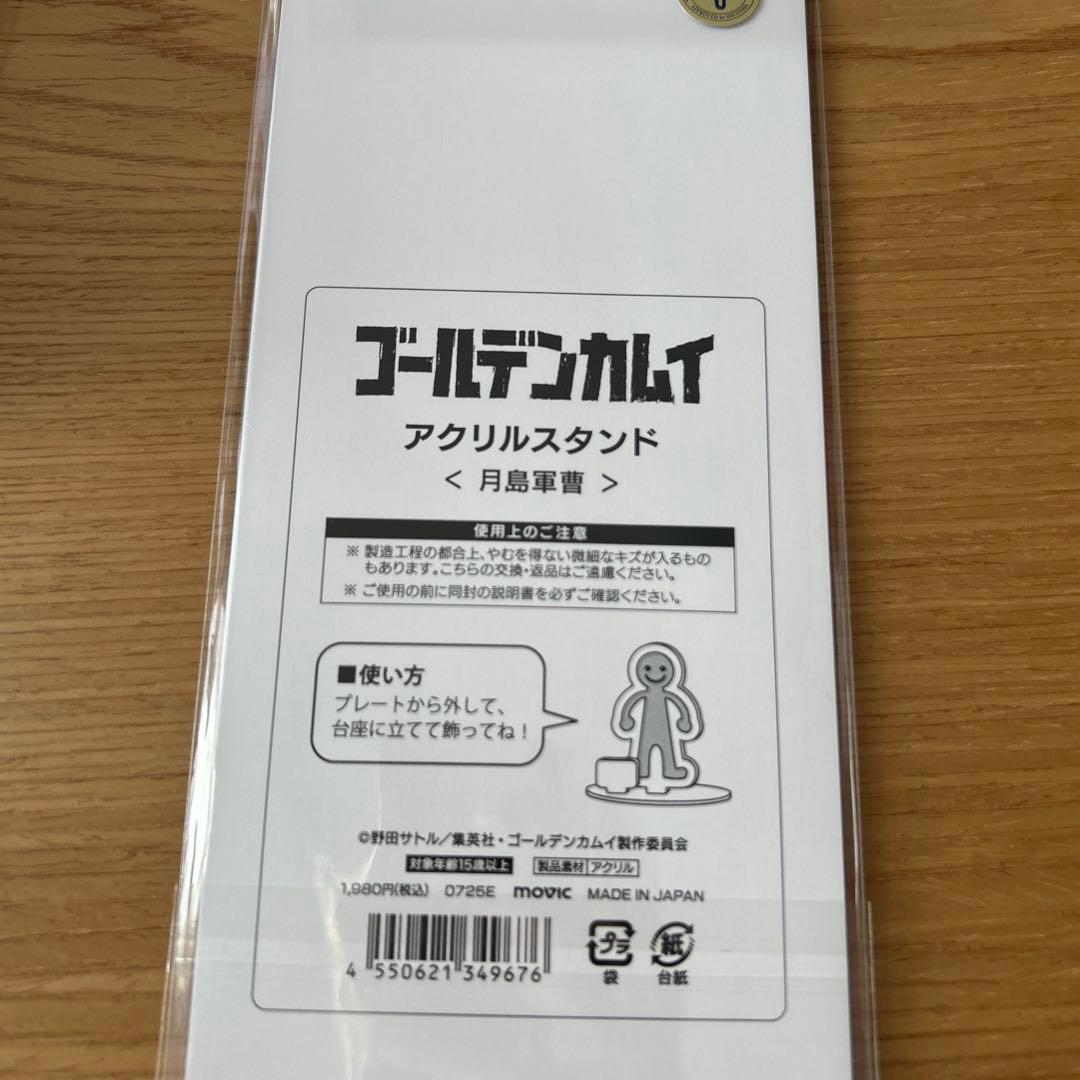 APPROVED by SHUEISHA
ゴールデンカムイ
アクリルスタンド
< 月島軍曹 >
使用上のご注意
※ 製造工程の都合上、やむを得ない微細なキズが入るもの
もあります。こちらの交換・返品はご遠慮ください。
※ ご使用の前に同封の説明書を必ずご確認ください。
■使い方
プレートから外して、
台座に立てて飾ってね!
©野田サトル/集英社・ゴールデンカムイ製作委員会
対象年齢15歳以上 製品素材 アクリル
1,980円(税込) 0725E movic MADE IN JAPAN
プラ 紙
袋 台紙
4 550621 349676